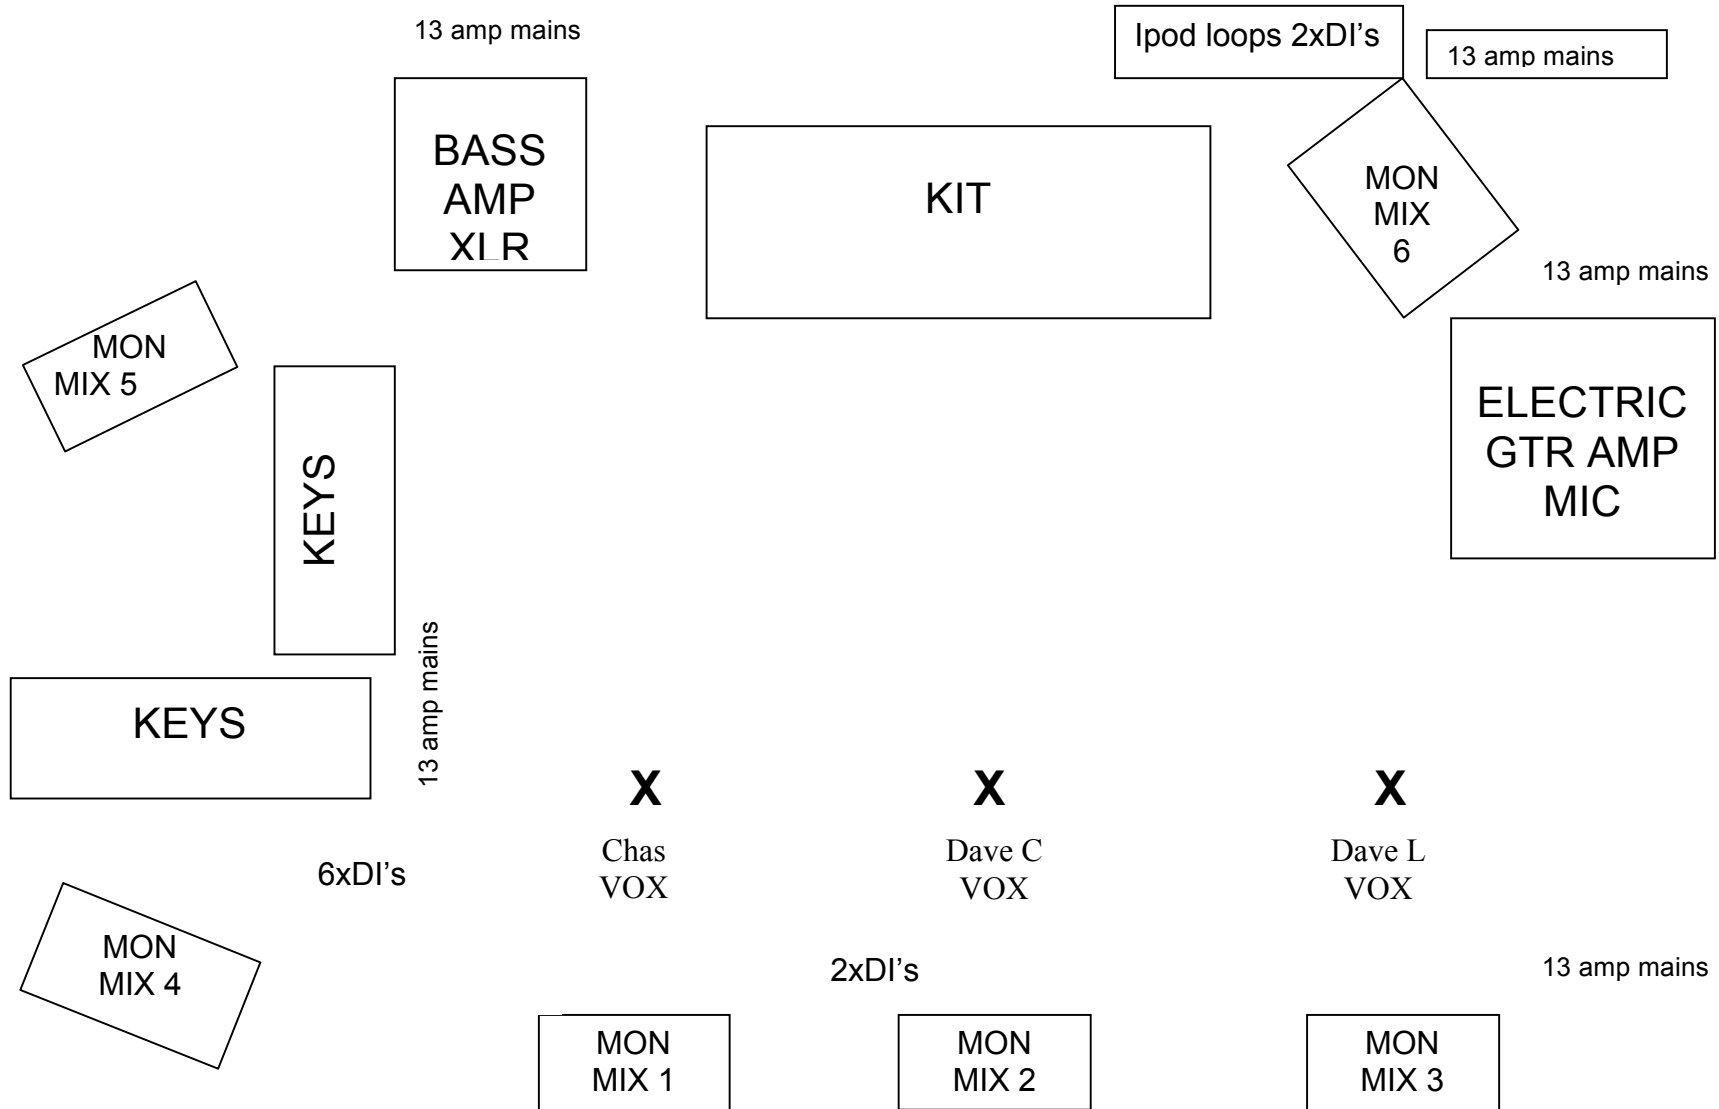 13 amp mains
Ipod loops 2xDI’s
13 amp mains
BASS
AMP
XLR
KIT
MON
MIX
6
13 amp mains
MON
MIX 5
KEYS
ELECTRIC
GTR AMP
MIC
13 amp mains
KEYS
X
X
X
Chas
VOX
Dave C
VOX
Dave L
VOX
6xDI’s
MON
MIX 4
2xDI’s
13 amp mains
MON
MIX 1
MON
MIX 2
MON
MIX 3